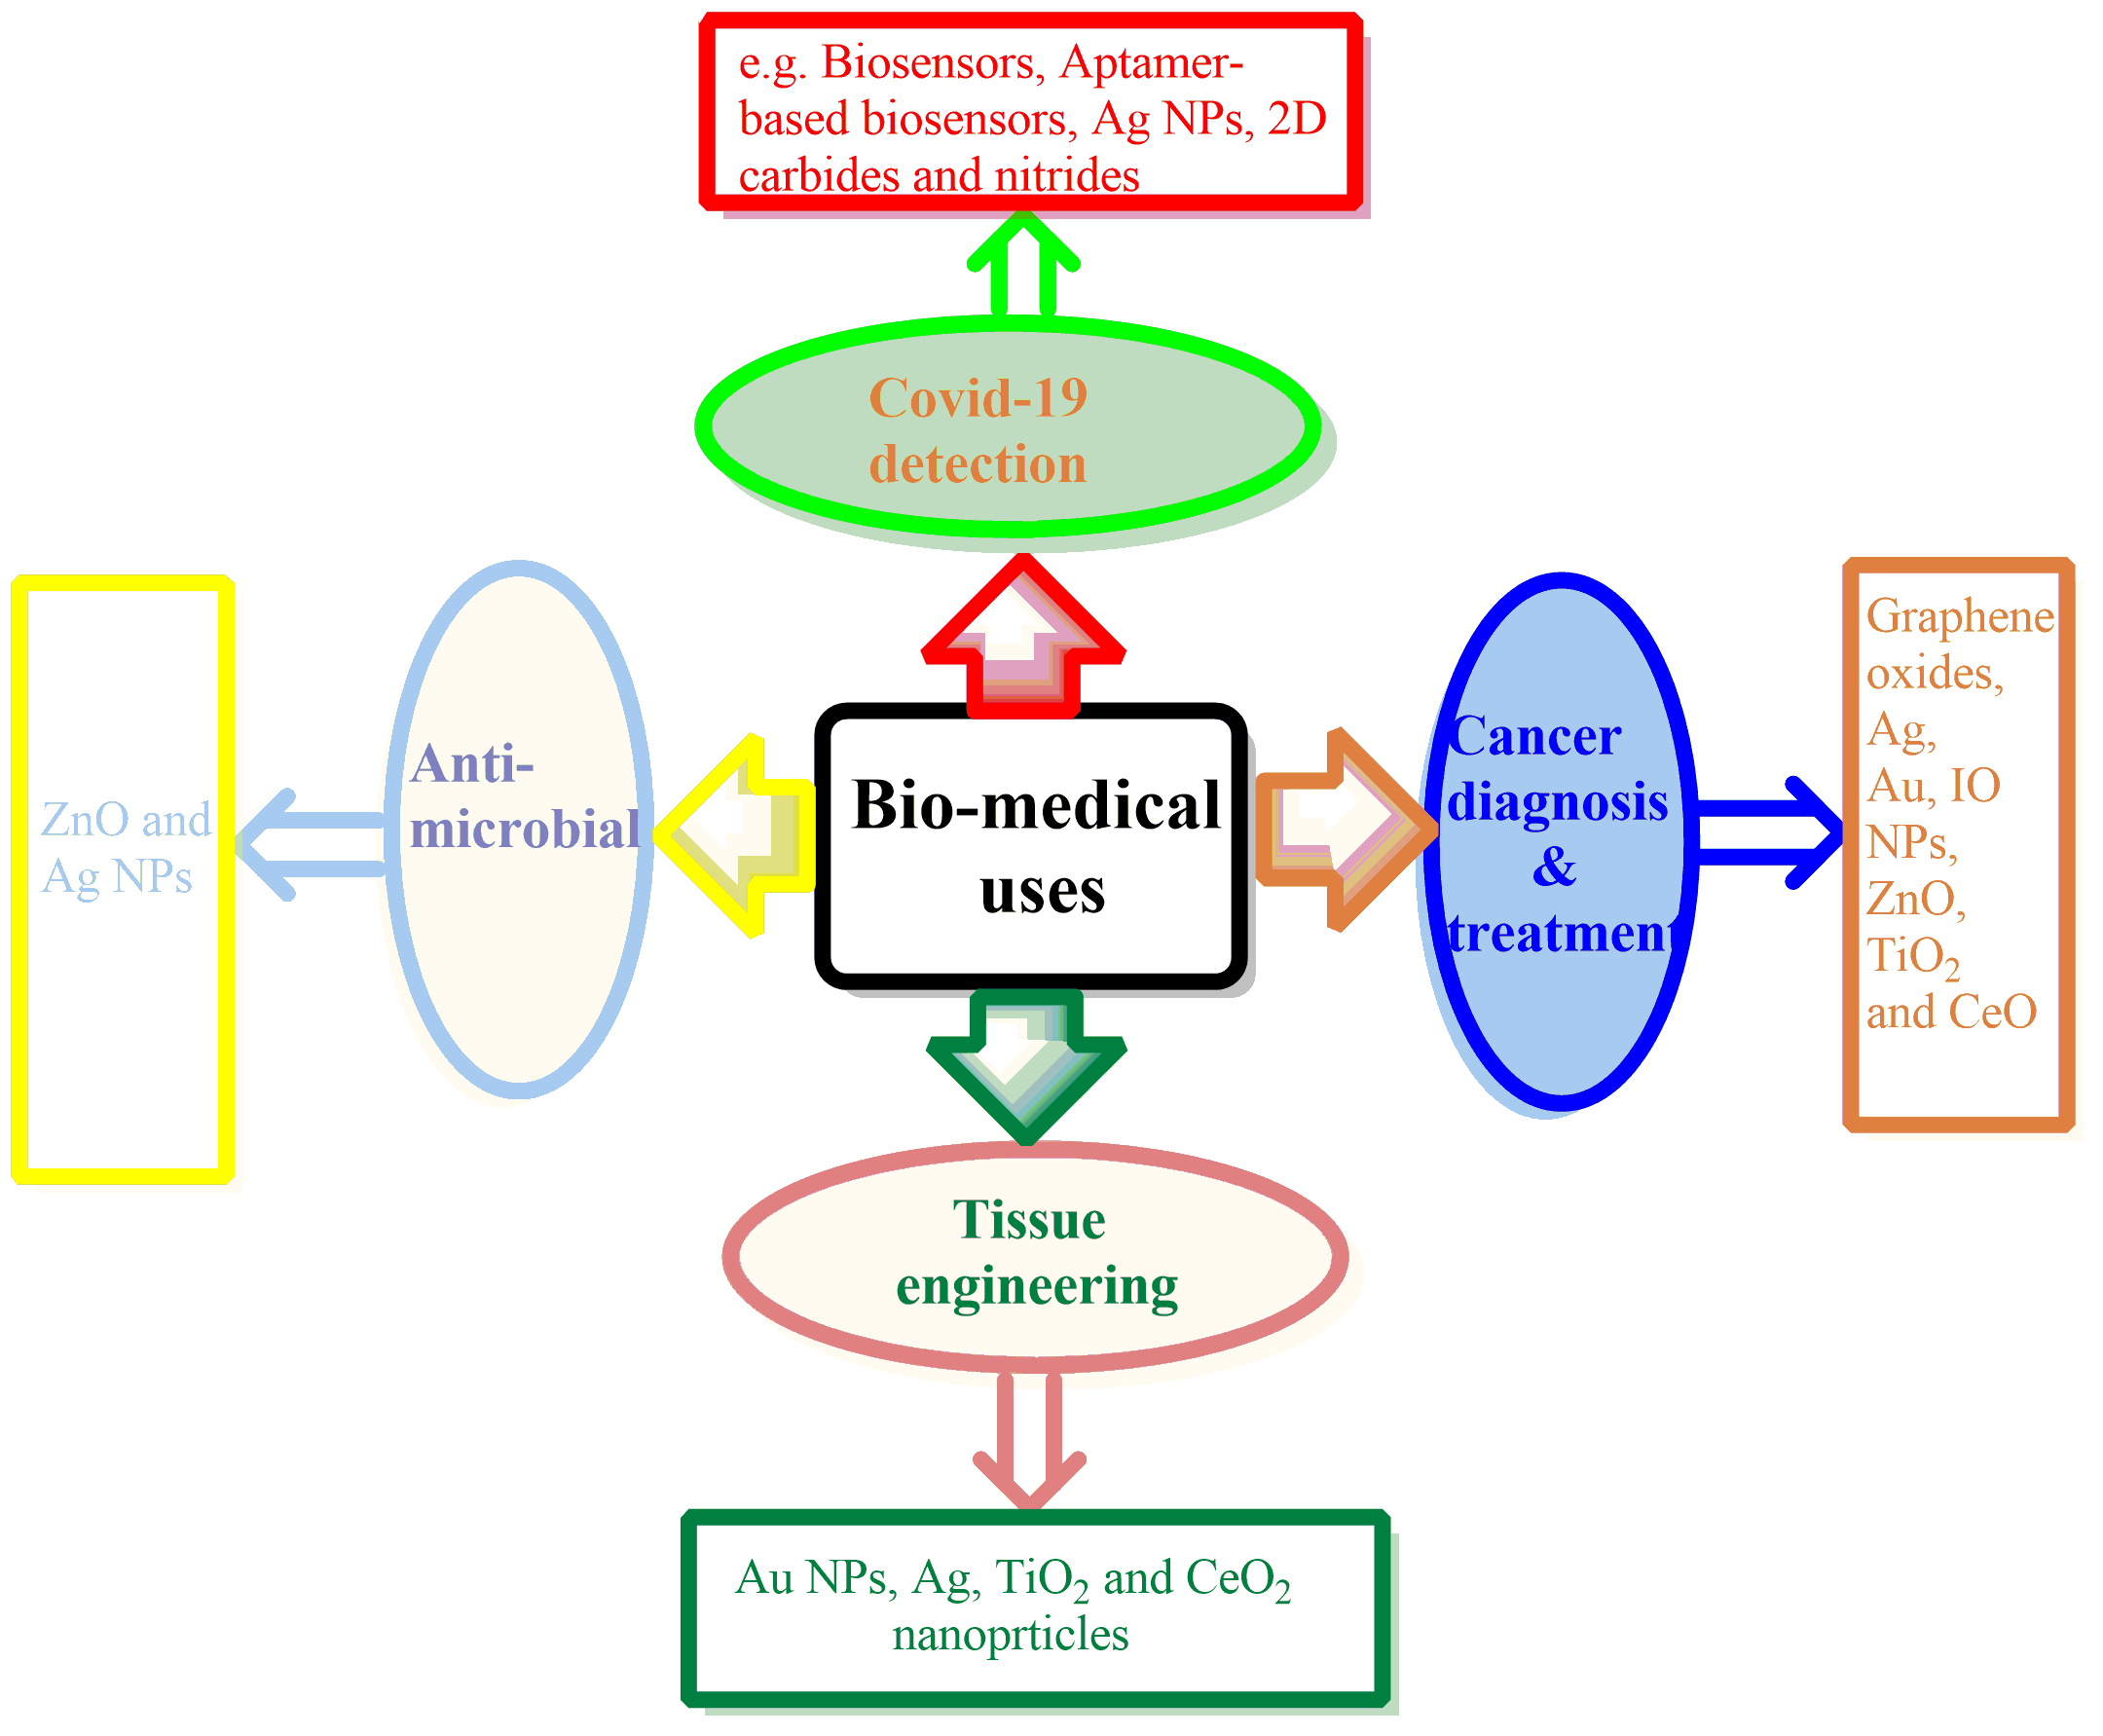 e.g. Biosensors, Aptamer-
based biosensors, Ag NPs, 2D
carbides and nitrides
Covid-19
detection
ZnO and
Ag NPs
Anti-
microbial
Bio-medical
uses
Cancer
diagnosis
&
treatment
Graphene
oxides,
Ag,
Au, IO
NPs,
ZnO,
TiO₂
and CeO
Tissue
engineering
Au NPs, Ag, TiO₂ and CeO₂
nanoprticles